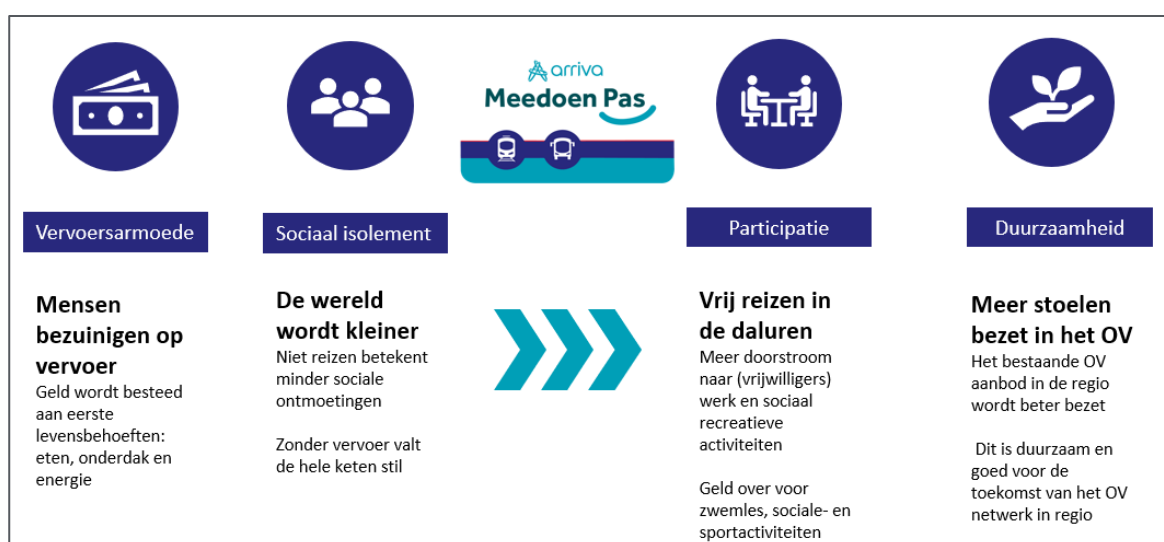 arriva
Meedoen Pas
Vervoersarmoede
Mensen
bezuinigen op
vervoer
Geld wordt besteed
aan eerste
levensbehoeften:
eten, onderdak en
energie
Sociaal isolement
De wereld
wordt kleiner
Niet reizen betekent
minder sociale
ontmoetingen
Zonder vervoer valt
de hele keten stil
Participatie
Vrij reizen in
de daluren
Meer doorstroom
naar (vrijwilligers)
werk en sociaal
recreatieve
activiteiten
Geld over voor
zwemles, sociale- en
sportactiviteiten
Duurzaamheid
Meer stoelen
bezet in het OV
Het bestaande OV
aanbod in de regio
wordt beter bezet
Dit is duurzaam en
goed voor de
toekomst van het OV
netwerk in regio